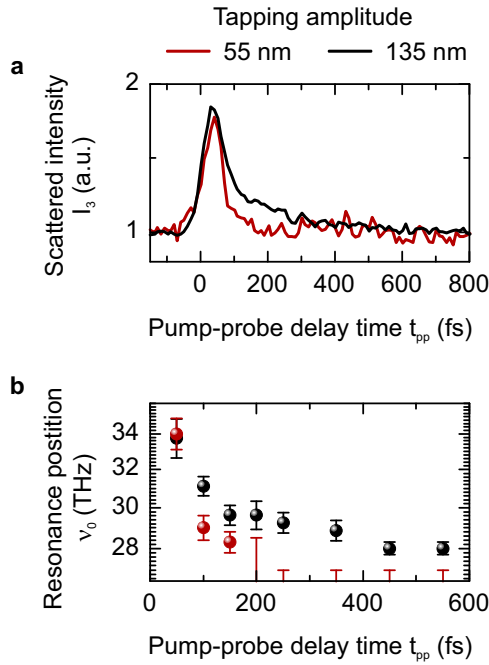 Tapping amplitude
55 nm 135 nm
a
Scattered intensity
I₃ (a.u.)
2
1
0 200 400 600 800
Pump-probe delay time tₚₚ (fs)
b
Resonance postition
ν₀ (THz)
34
32
30
28
0 200 400 600
Pump-probe delay time tₚₚ (fs)